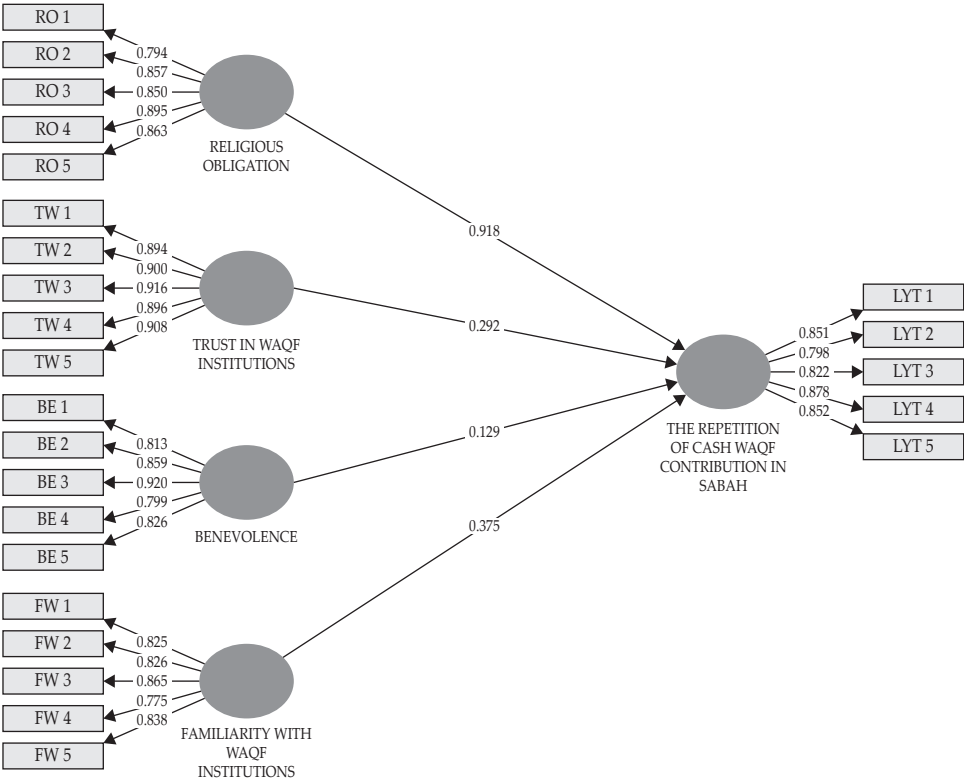 RO 1
RO 2
RO 3
RO 4
RO 5
0.794
0.857
0.850
0.895
0.863
RELIGIOUS
OBLIGATION
0.918
TW 1
TW 2
TW 3
TW 4
TW 5
0.894
0.900
0.916
0.896
0.908
TRUST IN WAQF
INSTITUTIONS
0.292
BE 1
BE 2
BE 3
BE 4
BE 5
0.813
0.859
0.920
0.799
0.826
BENEVOLENCE
0.129
FW 1
FW 2
FW 3
FW 4
FW 5
0.825
0.826
0.865
0.775
0.838
FAMILIARITY WITH
WAQF
INSTITUTIONS
0.375
THE REPETITION
OF CASH WAQF
CONTRIBUTION IN
SABAH
0.851
0.798
0.822
0.878
0.852
LYT 1
LYT 2
LYT 3
LYT 4
LYT 5